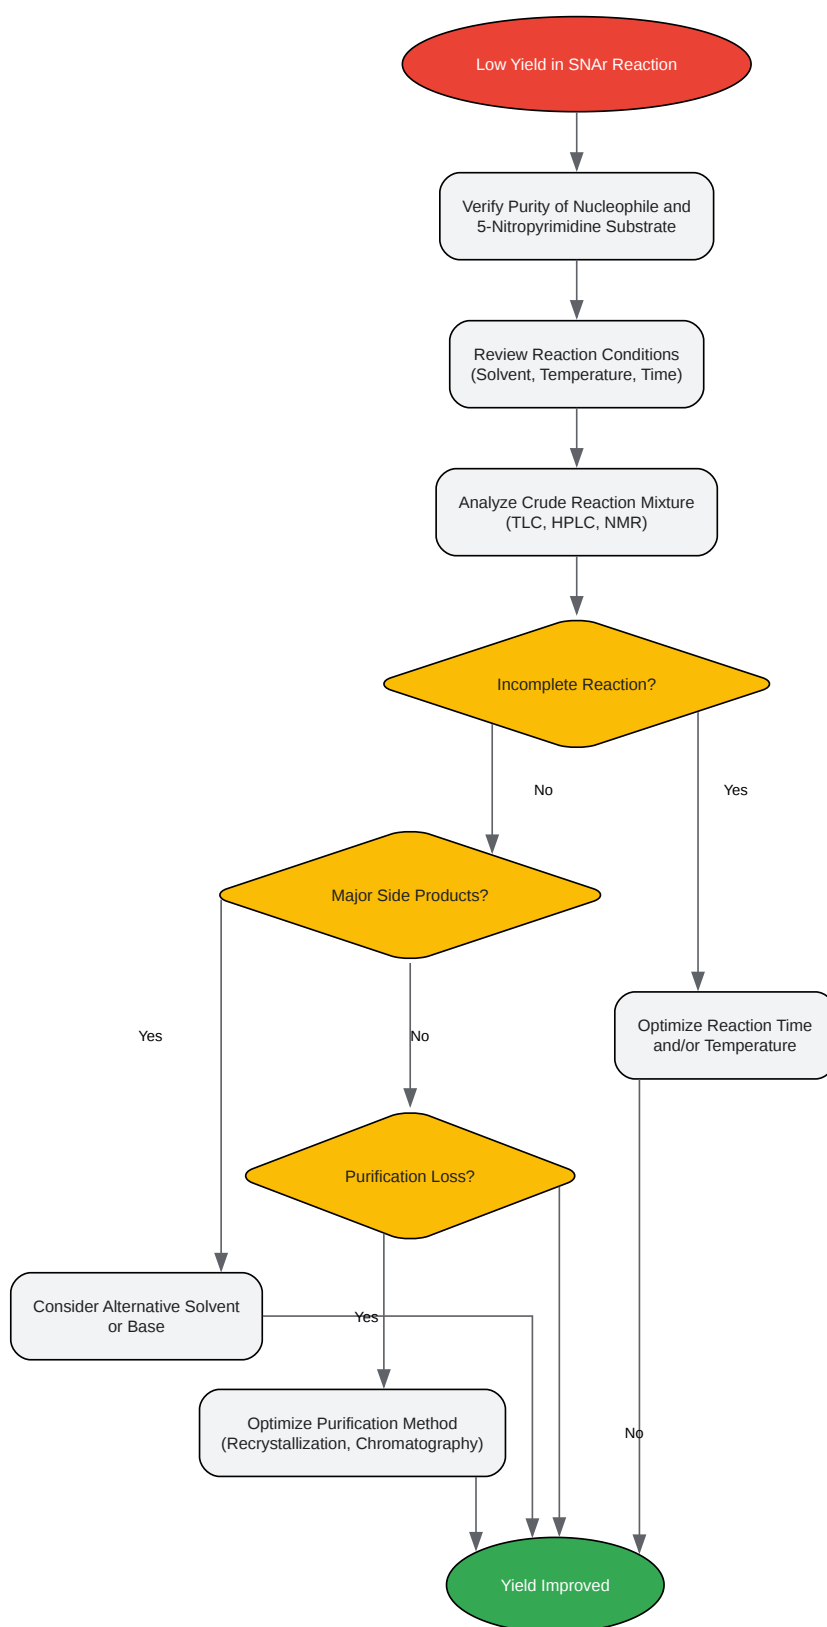 Low Yield in SNAr Reaction
Verify Purity of Nucleophile and
5-Nitropyrimidine Substrate
Review Reaction Conditions
(Solvent, Temperature, Time)
Analyze Crude Reaction Mixture
(TLC, HPLC, NMR)
Incomplete Reaction?
No
Yes
Major Side Products?
Yes
No
Optimize Reaction Time
and/or Temperature
Purification Loss?
Consider Alternative Solvent
or Base
Yes
Optimize Purification Method
(Recrystallization, Chromatography)
No
Yield Improved